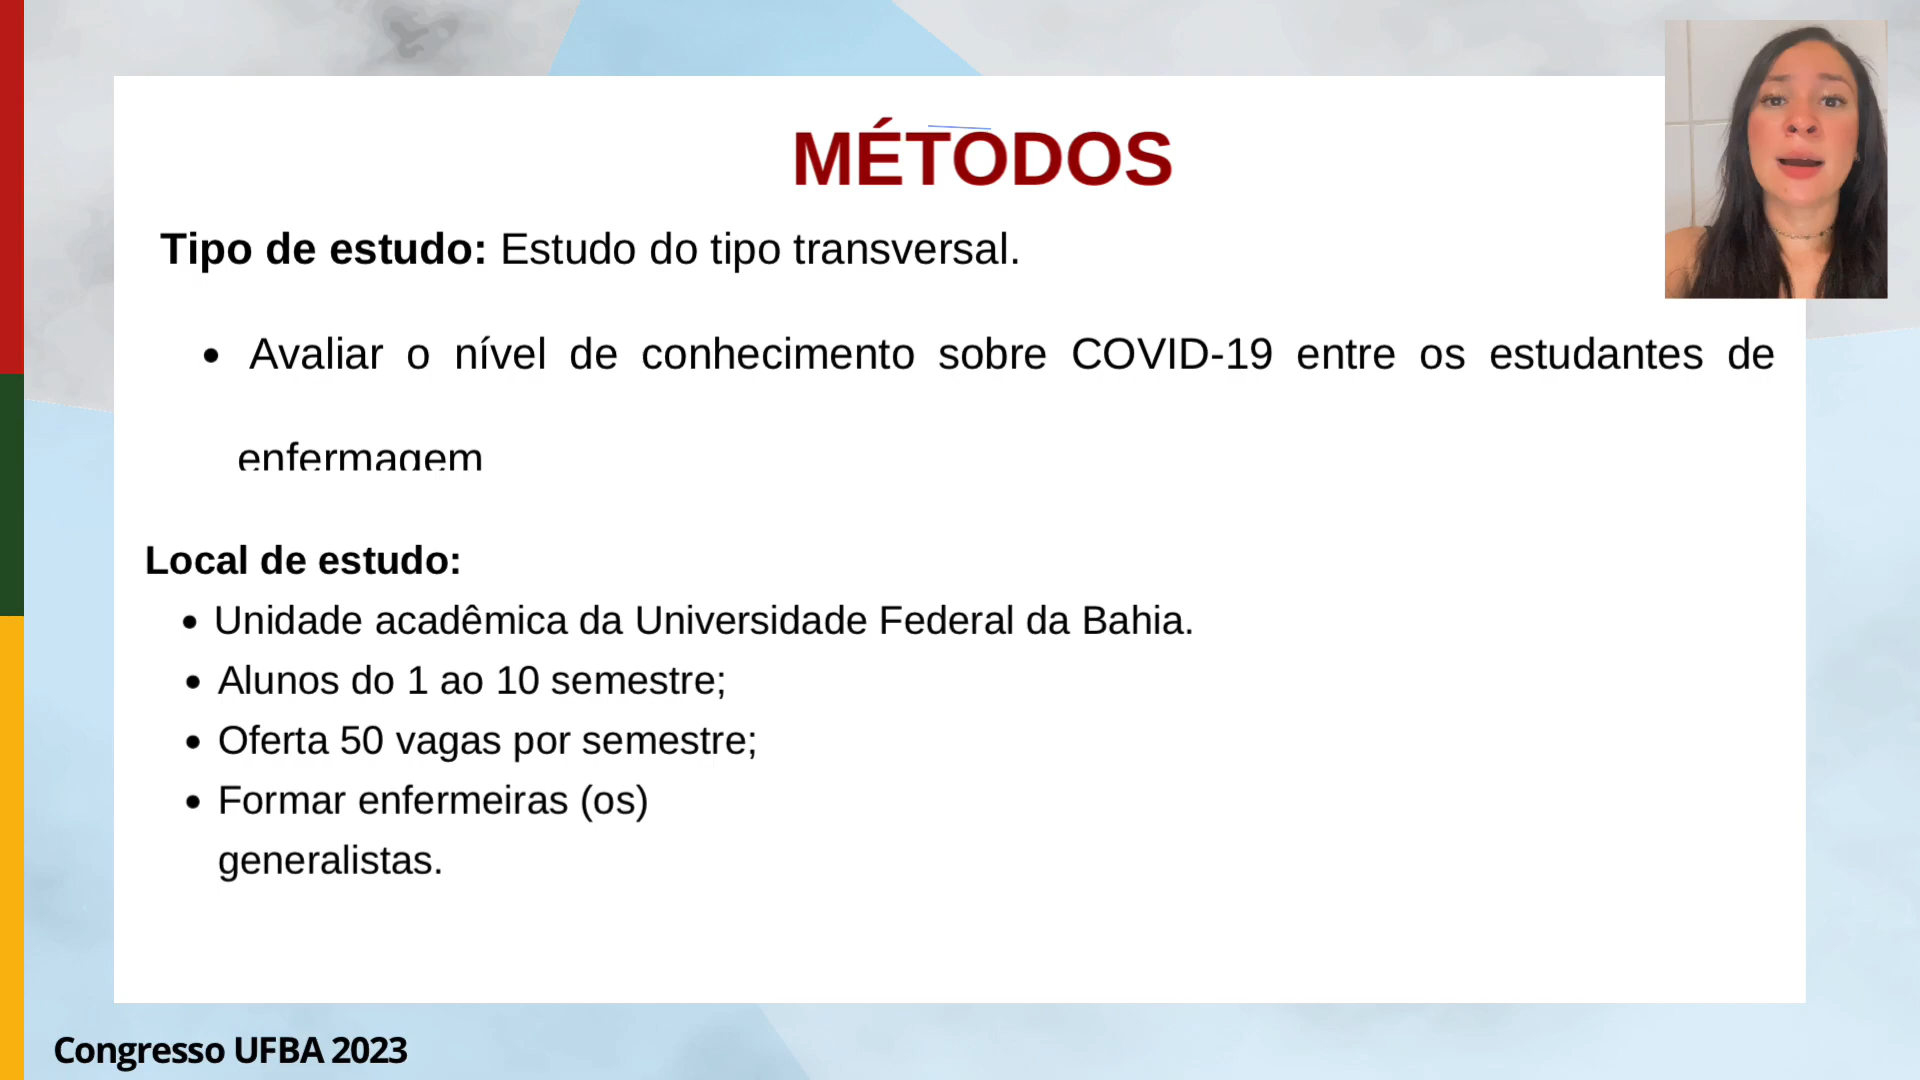 MÉTODOS
Tipo de estudo: Estudo do tipo transversal.
• Avaliar o nível de conhecimento sobre COVID-19 entre os estudantes de
enfermagem
Local de estudo:
• Unidade acadêmica da Universidade Federal da Bahia.
• Alunos do 1 ao 10 semestre;
• Oferta 50 vagas por semestre;
• Formar enfermeiras (os)
generalistas.
Congresso UFBA 2023